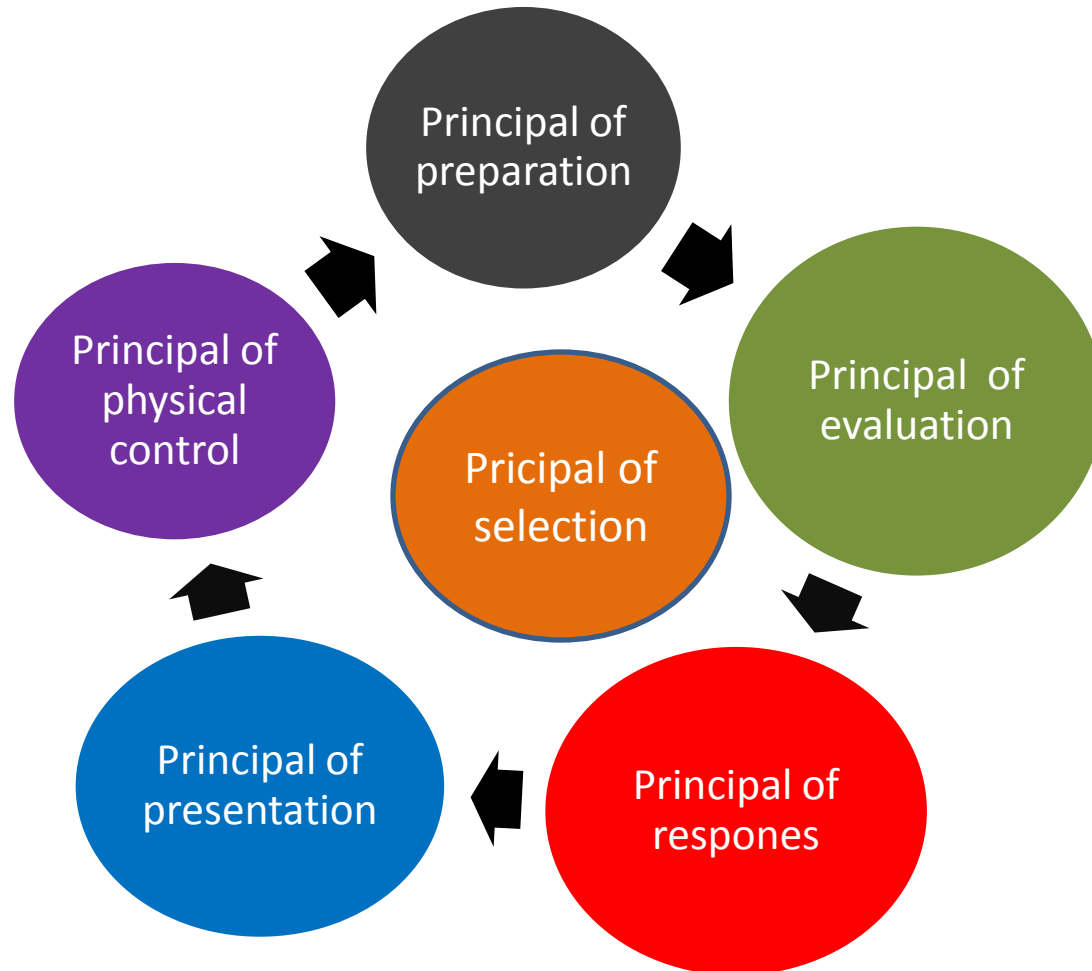 Principal of
preparation
Principal of
evaluation
Principal of
physical
control
Pricipal of
selection
Principal of
presentation
Principal of
respones